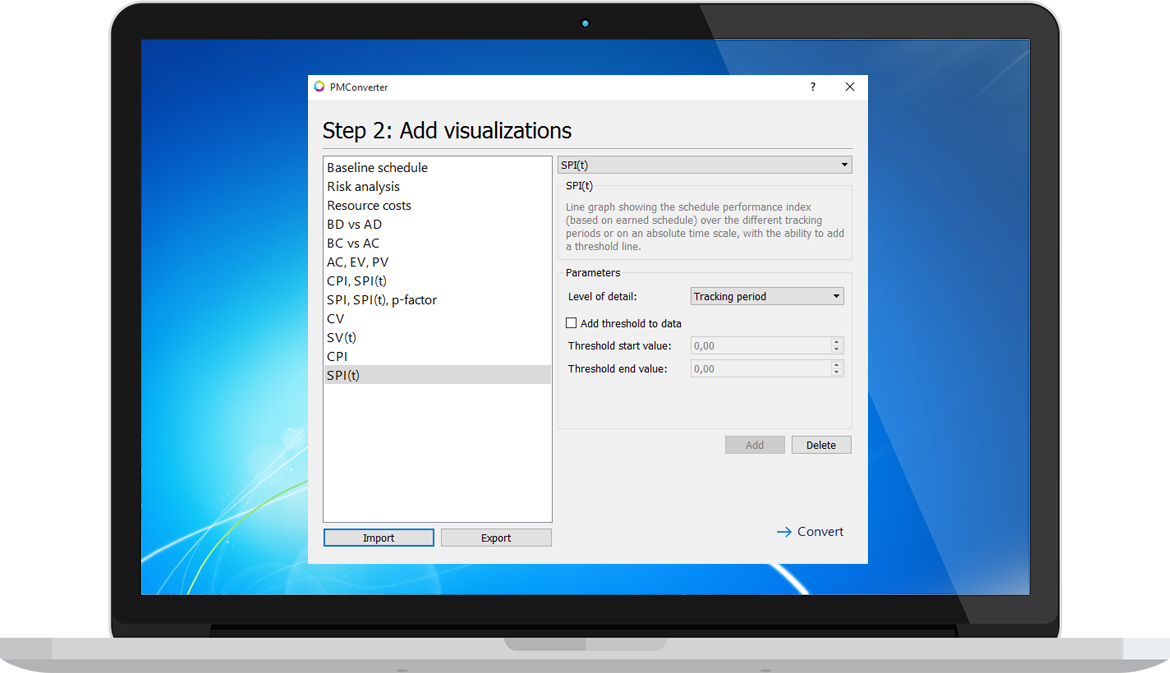 PMConverter
?
Step 2: Add visualizations
Baseline schedule
Risk analysis
Resource costs
BD vs AD
BC vs AC
AC, EV, PV
CPI, SPI(t)
SPI, SPI(t), p-factor
CV
SV(t)
CPI
SPI(t)
Import
Export
SPI(t)
SPI(t)
Line graph showing the schedule performance index
(based on earned schedule) over the different tracking
periods or on an absolute time scale, with the ability to add
a threshold line.
Parameters
Level of detail:
Tracking period
Add threshold to data
Threshold start value:
0,00
Threshold end value:
0,00
Add
Delete
Convert